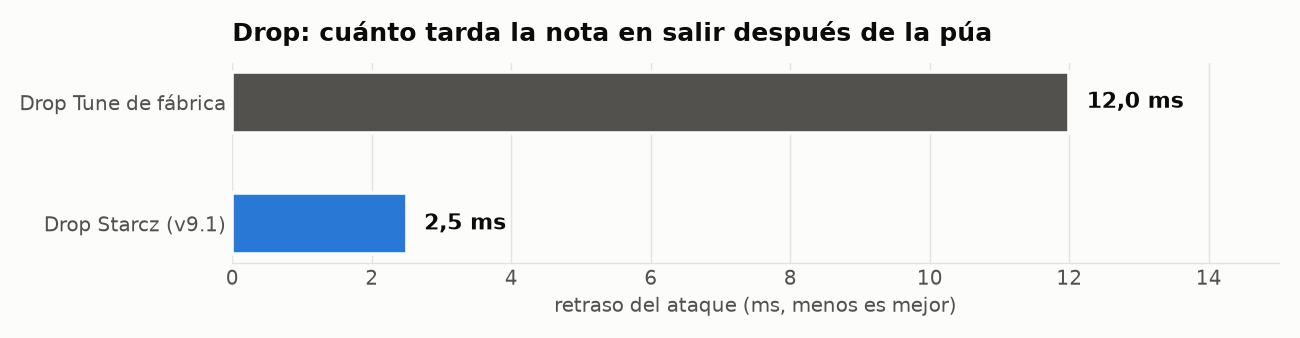 Drop: cuánto tarda la nota en salir después de la púa
Drop Tune de fábrica
12,0 ms
Drop Starcz (v9.1)
2,5 ms
0 2 4 6 8 10 12 14
retraso del ataque (ms, menos es mejor)